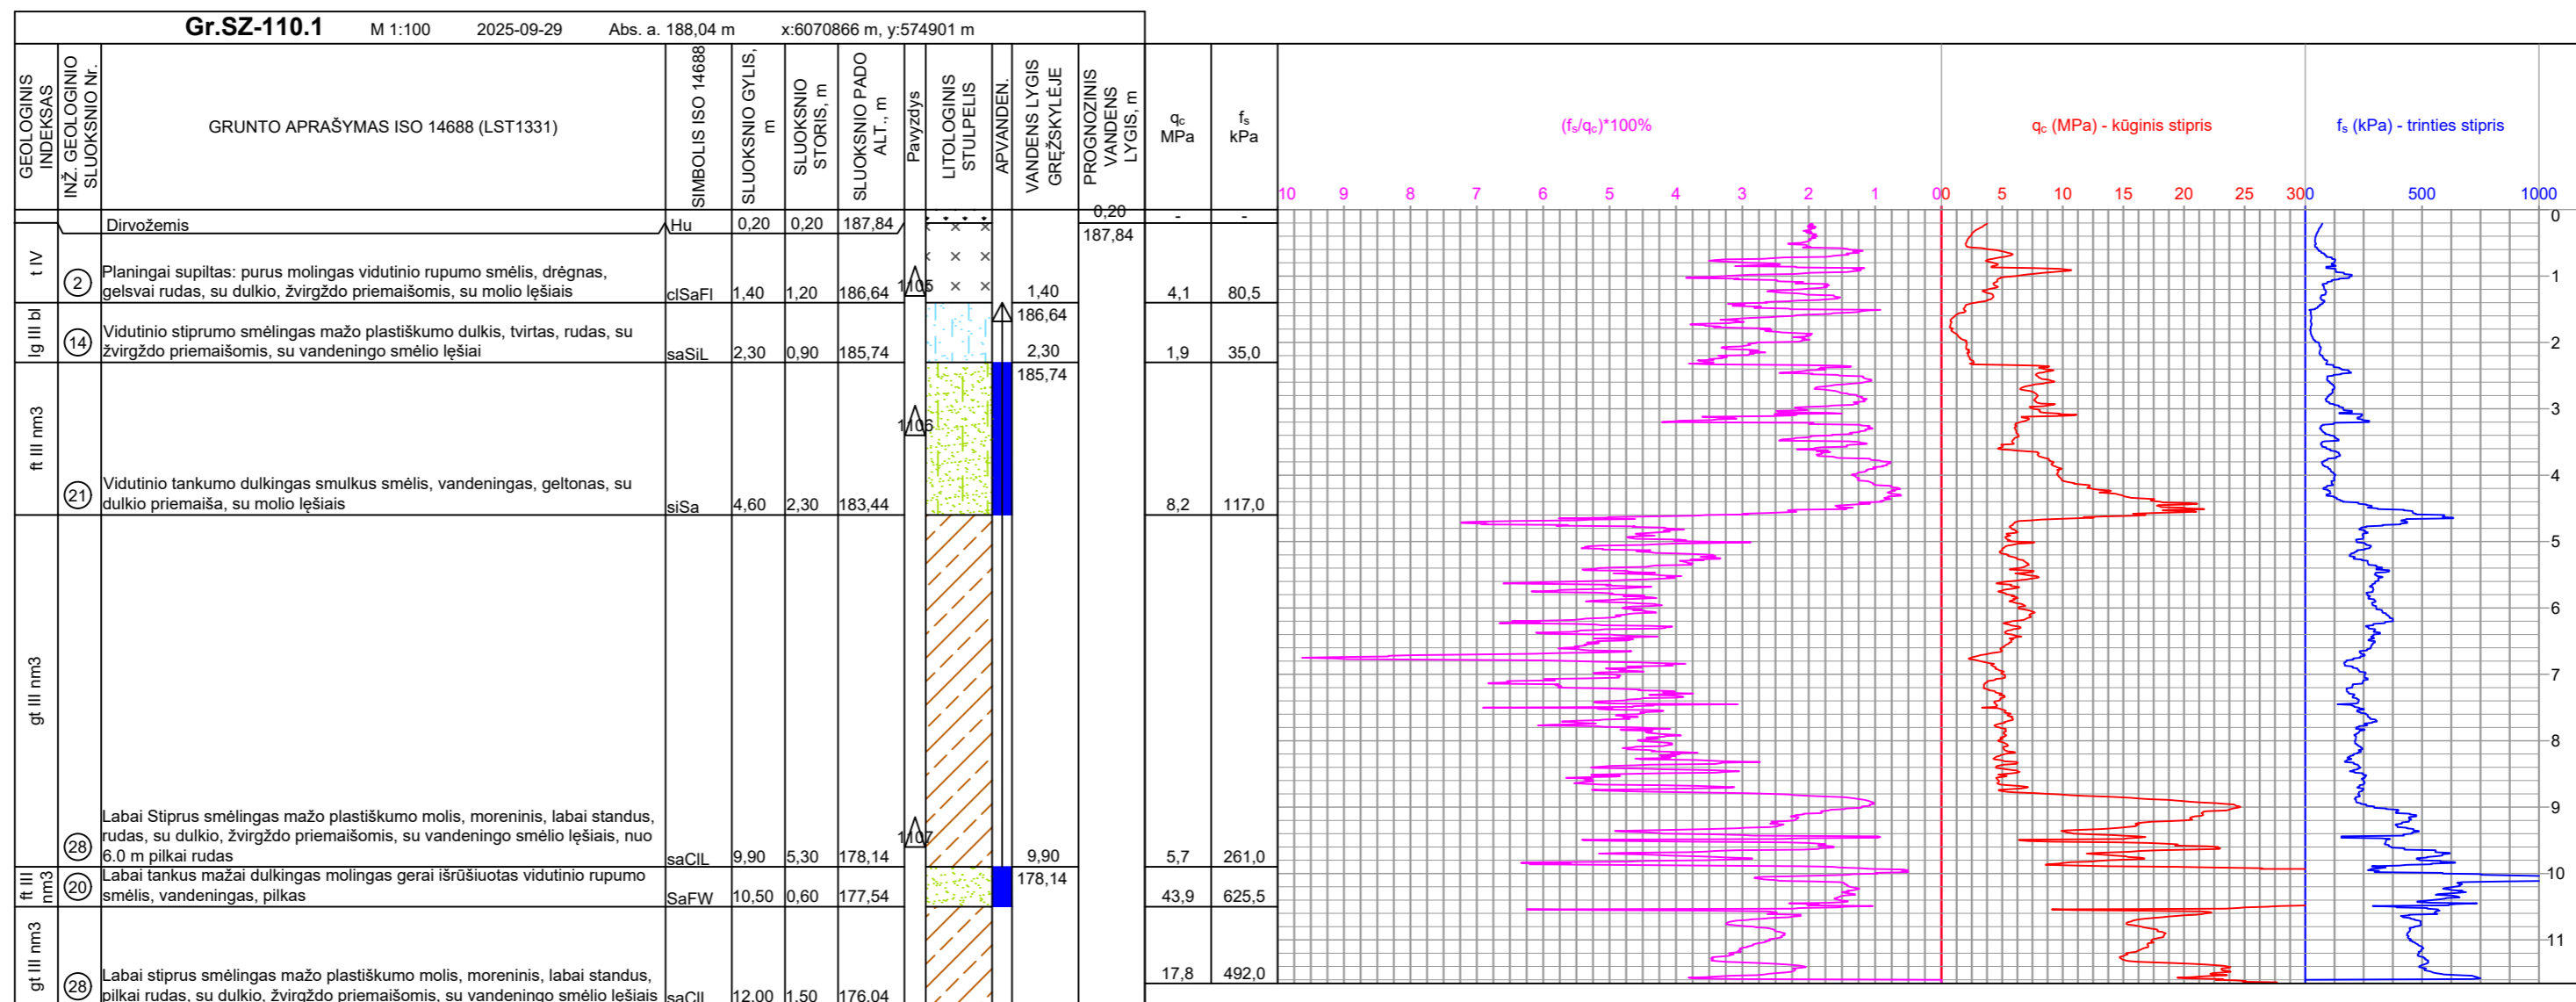 Gr.SZ-110.1 M 1:100 2025-09-29 Abs. a. 188,04 m x:6070866 m, y:574901 m
GEOLOGINIS
INDEKSAS
INŽ. GEOLOGINIO
SLUOKSNIO Nr.
GRUNTO APRAŠYMAS ISO 14688 (LST1331)
SIMBOLIS ISO 14688
SLUOKSNIO GYLIS,
m
SLUOKSNIO
STORIS, m
SLUOKSNIO PADO
ALT., m
Pavyzdys
LITOLOGINIS
STULPELIS
APVANDEN.
VANDENS LYGIS
GRĘŽSKYLĖJE
PROGNOZINIS
VANDENS
LYGIS, m
qc
MPa
fs
kPa
(fs/qc)*100%
qc (MPa) - kūginis stipris
fs (kPa) - trinties stipris
10 9 8 7 6 5 4 3 2 1 0
0 5 10 15 20 25 30
0 500 1000
Dirvožemis Hu 0,20 0,20 187,84 0,20 - -
187,84
t IV
2
Planingai supiltas: purus molingas vidutinio rupumo smėlis, drėgnas,
gelsvai rudas, su dulkio, žvirgždo priemaišomis, su molio lęšiais clSaFl 1,40 1,20 186,64 1105 1,40 4,1 80,5
186,64
lg III bl
14
Vidutinio stiprumo smėlingas mažo plastiškumo dulkis, tvirtas, rudas, su
žvirgždo priemaišomis, su vandeningo smėlio lęšiai saSiL 2,30 0,90 185,74 2,30 1,9 35,0
185,74
ft III nm3
1106
21
Vidutinio tankumo dulkingas smulkus smėlis, vandeningas, geltonas, su
dulkio priemaiša, su molio lęšiais siSa 4,60 2,30 183,44 8,2 117,0
gt III nm3
28
Labai Stiprus smėlingas mažo plastiškumo molis, moreninis, labai standus,
rudas, su dulkio, žvirgždo priemaišomis, su vandeningo smėlio lęšiais, nuo
6.0 m pilkai rudas saClL 9,90 5,30 178,14 1107 9,90 5,7 261,0
178,14
ft III
nm3
20
Labai tankus mažai dulkingas molingas gerai išrūšiuotas vidutinio rupumo
smėlis, vandeningas, pilkas SaFW 10,50 0,60 177,54 43,9 625,5
gt III nm3
28
Labai stiprus smėlingas mažo plastiškumo molis, moreninis, labai standus,
pilkai rudas, su dulkio, žvirgždo priemaišomis, su vandeningo smėlio lęšiais saClL 12,00 1,50 176,04 17,8 492,0
0
1
2
3
4
5
6
7
8
9
10
11